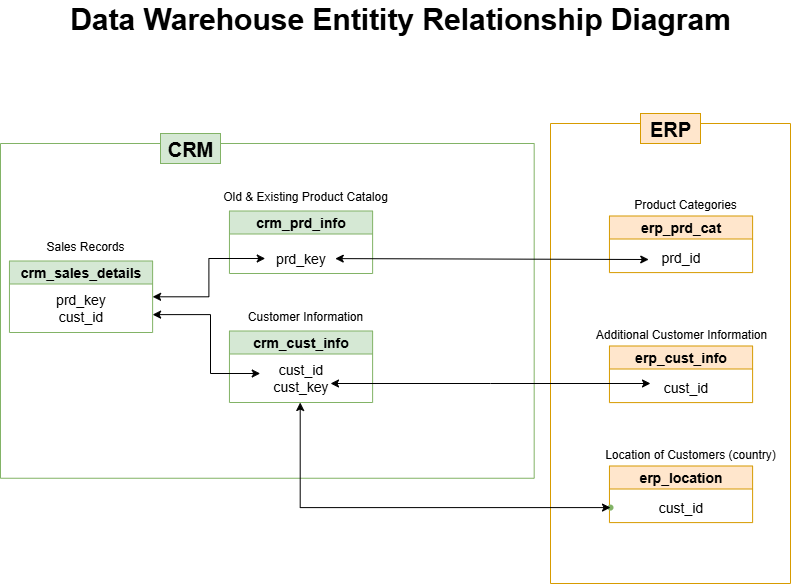 Data Warehouse Entitity Relationship Diagram
CRM
Old & Existing Product Catalog
crm_prd_info
prd_key
Sales Records
crm_sales_details
prd_key
cust_id
Customer Information
crm_cust_info
cust_id
cust_key
ERP
Product Categories
erp_prd_cat
prd_id
Additional Customer Information
erp_cust_info
cust_id
Location of Customers (country)
erp_location
cust_id